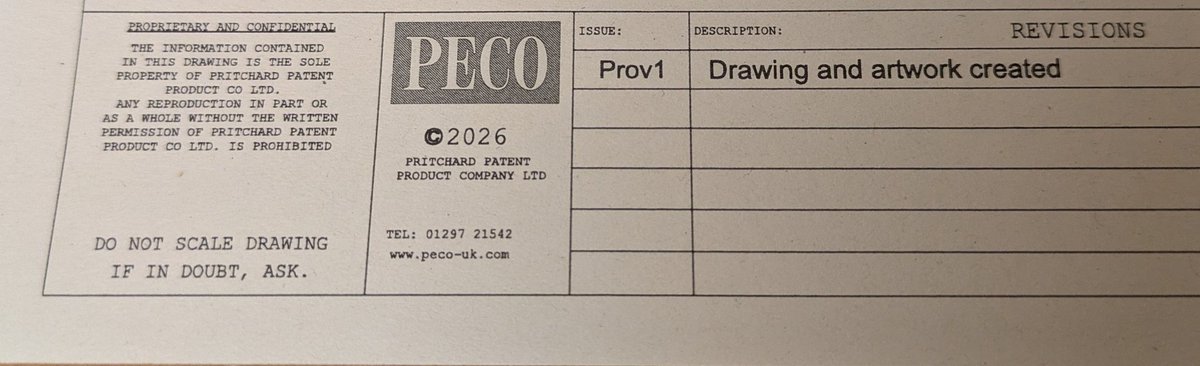 PROPRIETARY AND CONFIDENTIAL
THE INFORMATION CONTAINED
IN THIS DRAWING IS THE SOLE
PROPERTY OF PRITCHARD PATENT
PRODUCT CO LTD.
ANY REPRODUCTION IN PART OR
AS A WHOLE WITHOUT THE WRITTEN
PERMISSION OF PRITCHARD PATENT
PRODUCT CO LTD. IS PROHIBITED
DO NOT SCALE DRAWING
IF IN DOUBT, ASK.
PECO
©2026
PRITCHARD PATENT
PRODUCT COMPANY LTD
TEL: 01297 21542
www.peco-uk.com
ISSUE:
DESCRIPTION:
REVISIONS
Prov1
Drawing and artwork created